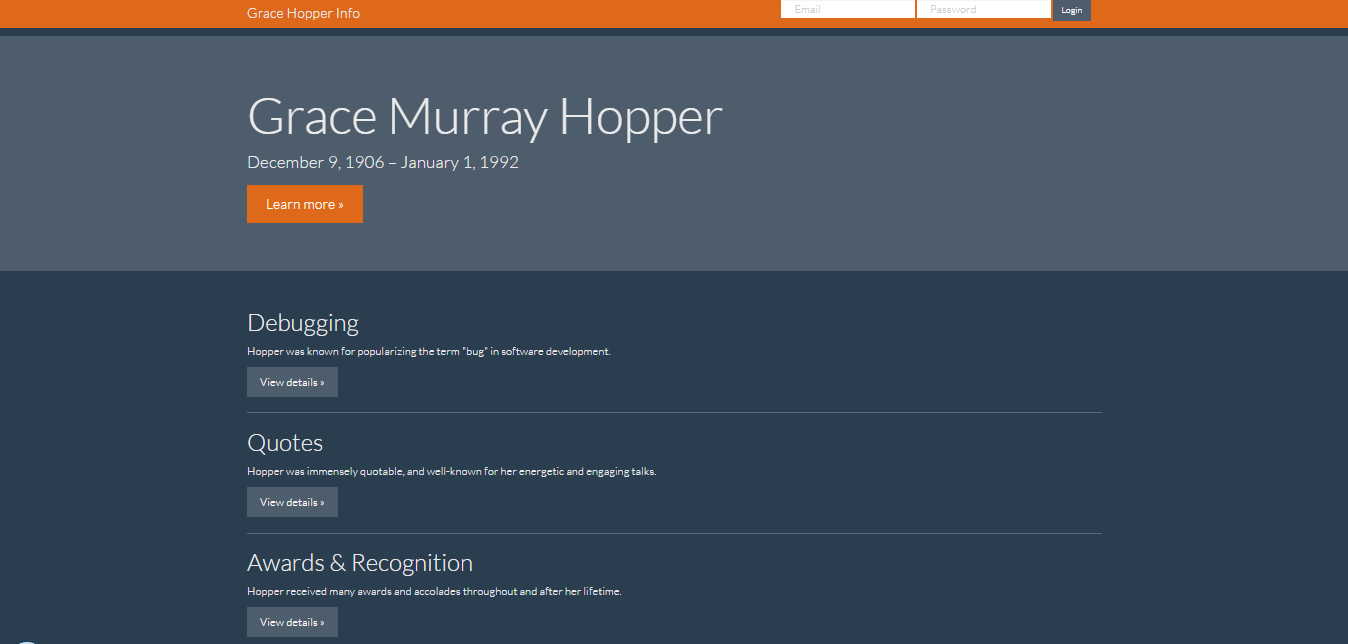 Grace Hopper Info
Email
Password
Login
Grace Murray Hopper
December 9, 1906 – January 1, 1992
Learn more »
Debugging
Hopper was known for popularizing the term "bug" in software development.
View details »
Quotes
Hopper was immensely quotable, and well-known for her energetic and engaging talks.
View details »
Awards & Recognition
Hopper received many awards and accolades throughout and after her lifetime.
View details »